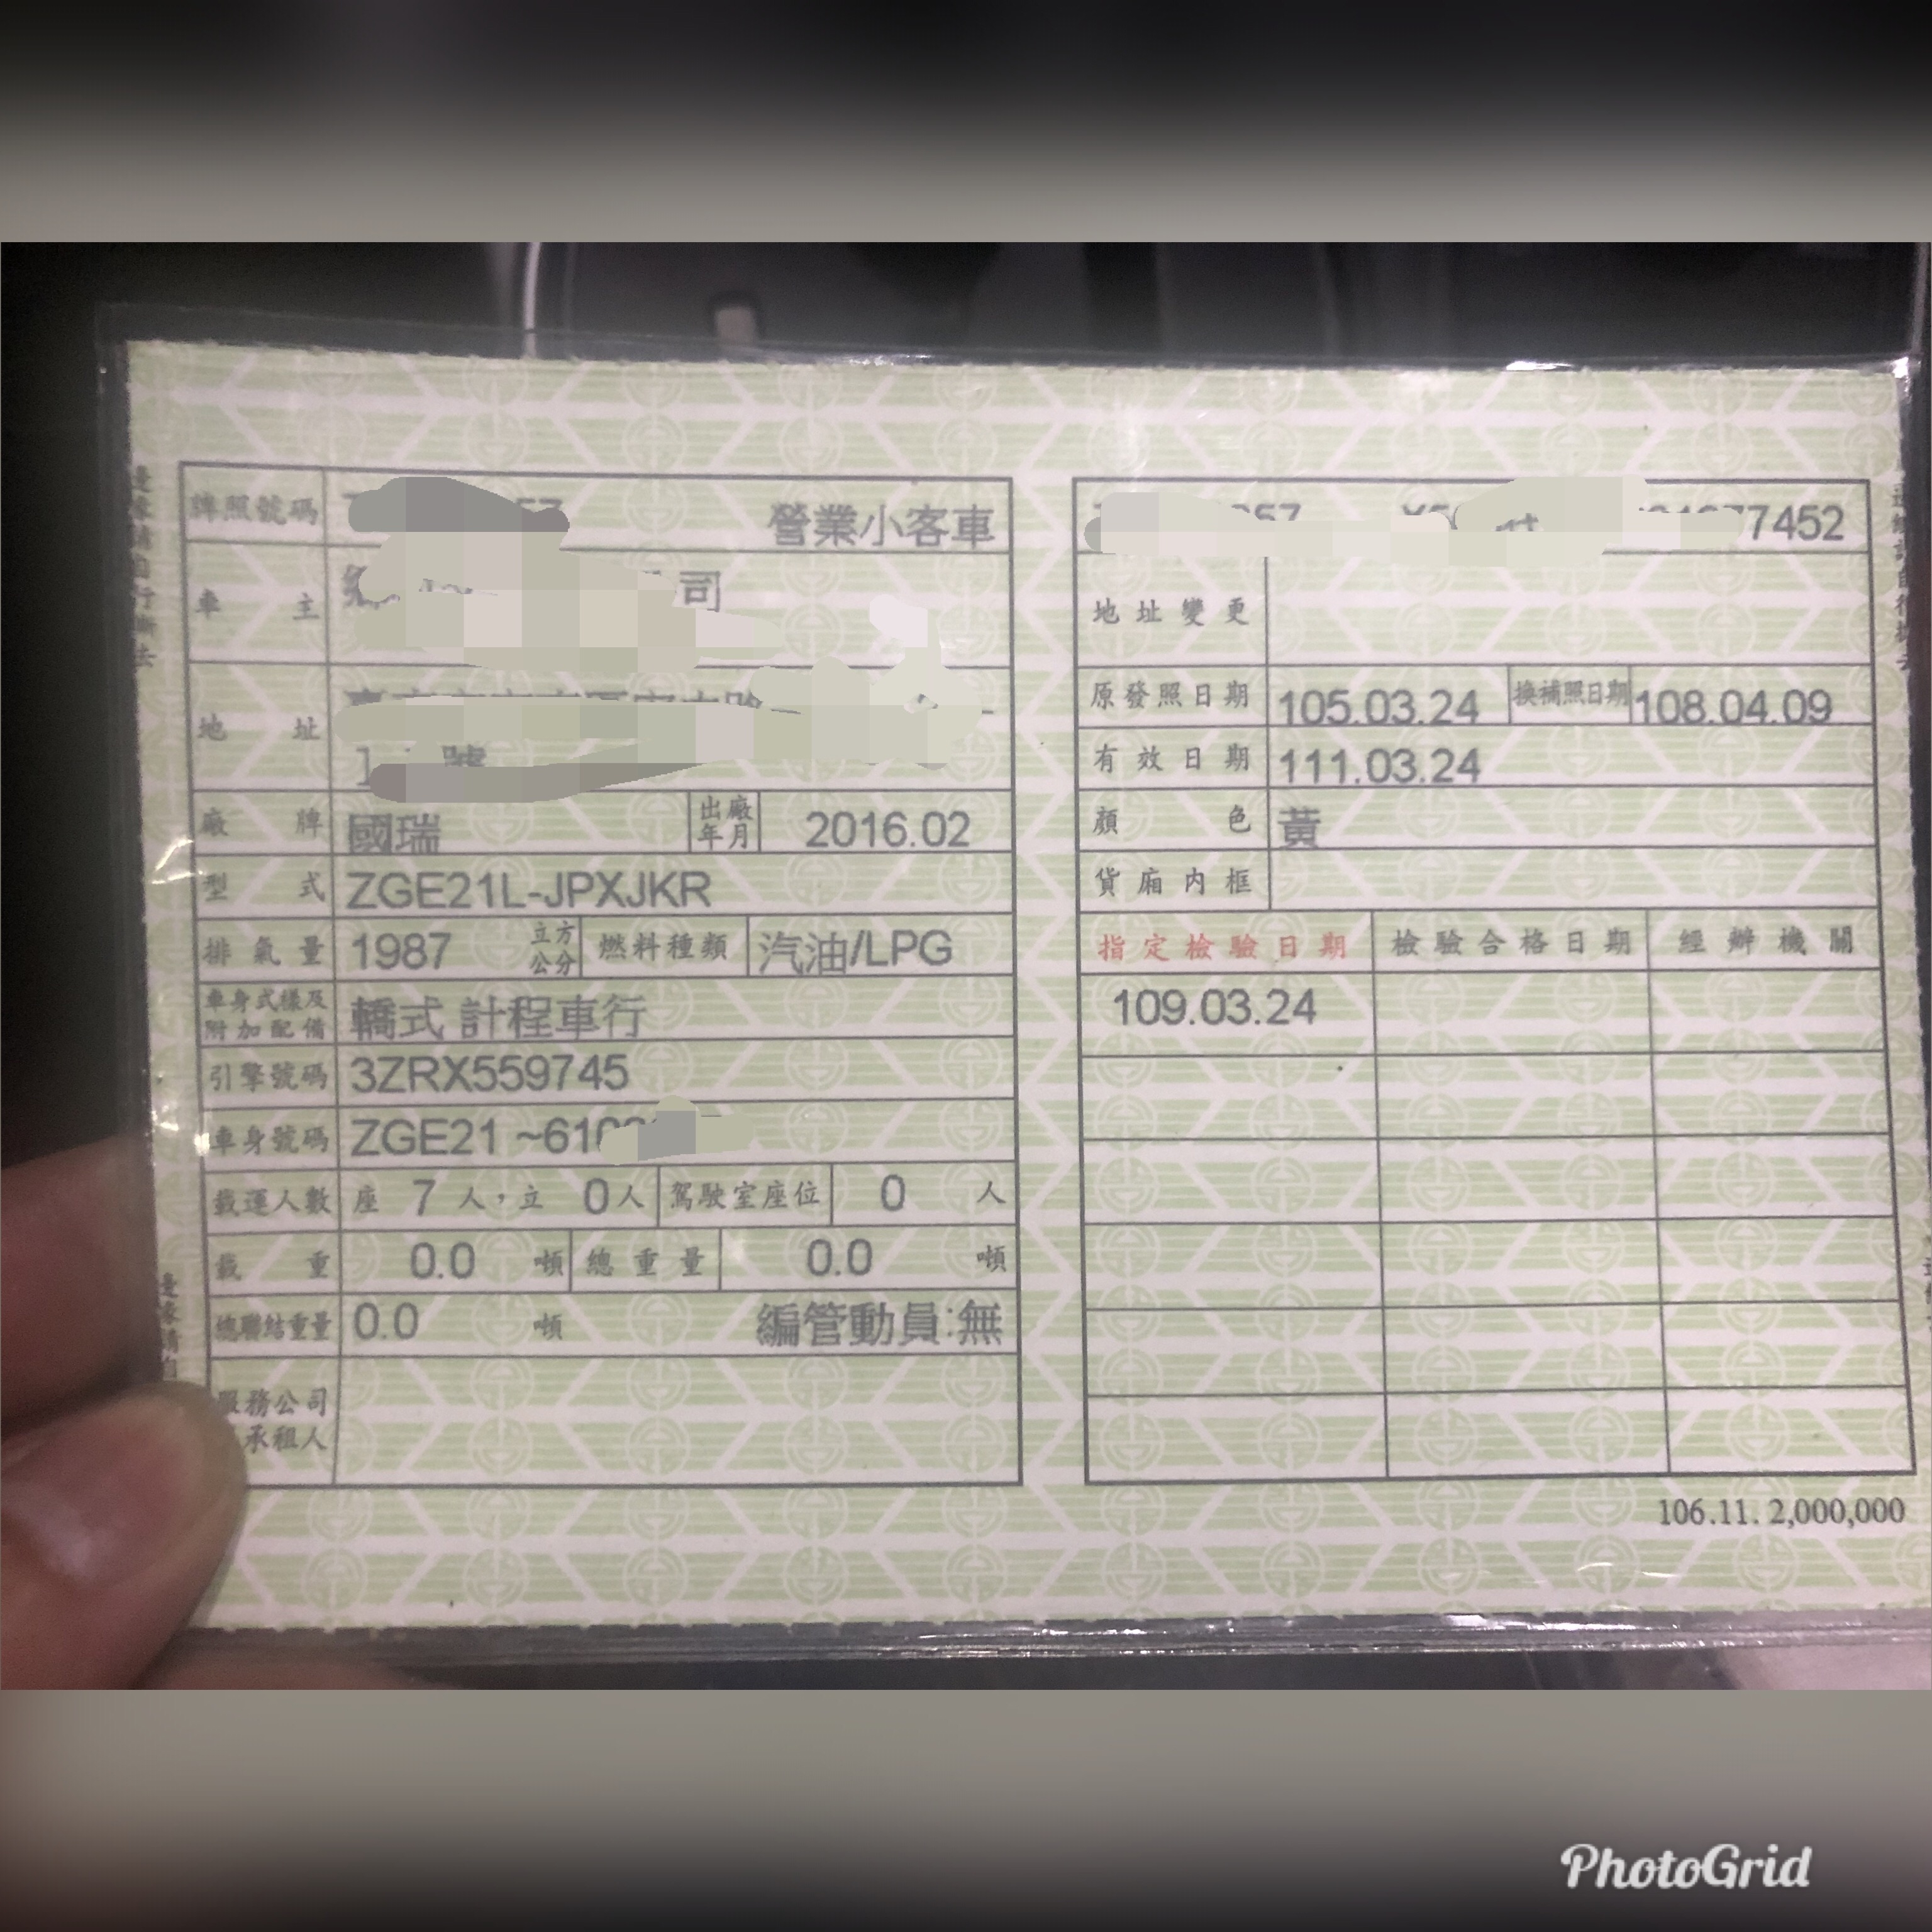 牌照號碼 57 營業小客車
車主 司
地址
1 號
廠牌 國瑞 出廠年月 2016.02
型式 ZGE21L-JPXJKR
排氣量 1987 立方公分 燃料種類 汽油/LPG
車身式樣及附加配備 轎式 計程車行
引擎號碼 3ZRX559745
車身號碼 ZGE21 ~610
載運人數 座 7 人,立 0 人 駕駛室座位 0 人
載重 0.0 噸 總重量 0.0 噸
總聯結重量 0.0 噸 編管動員:無
服務公司
承租人
57 77452
地址變更
原發照日期 105.03.24 換補照日期 108.04.09
有效日期 111.03.24
顏色 黃
貨廂內框
指定檢驗日期 檢驗合格日期 經辦機關
109.03.24
106.11. 2,000,000
PhotoGrid